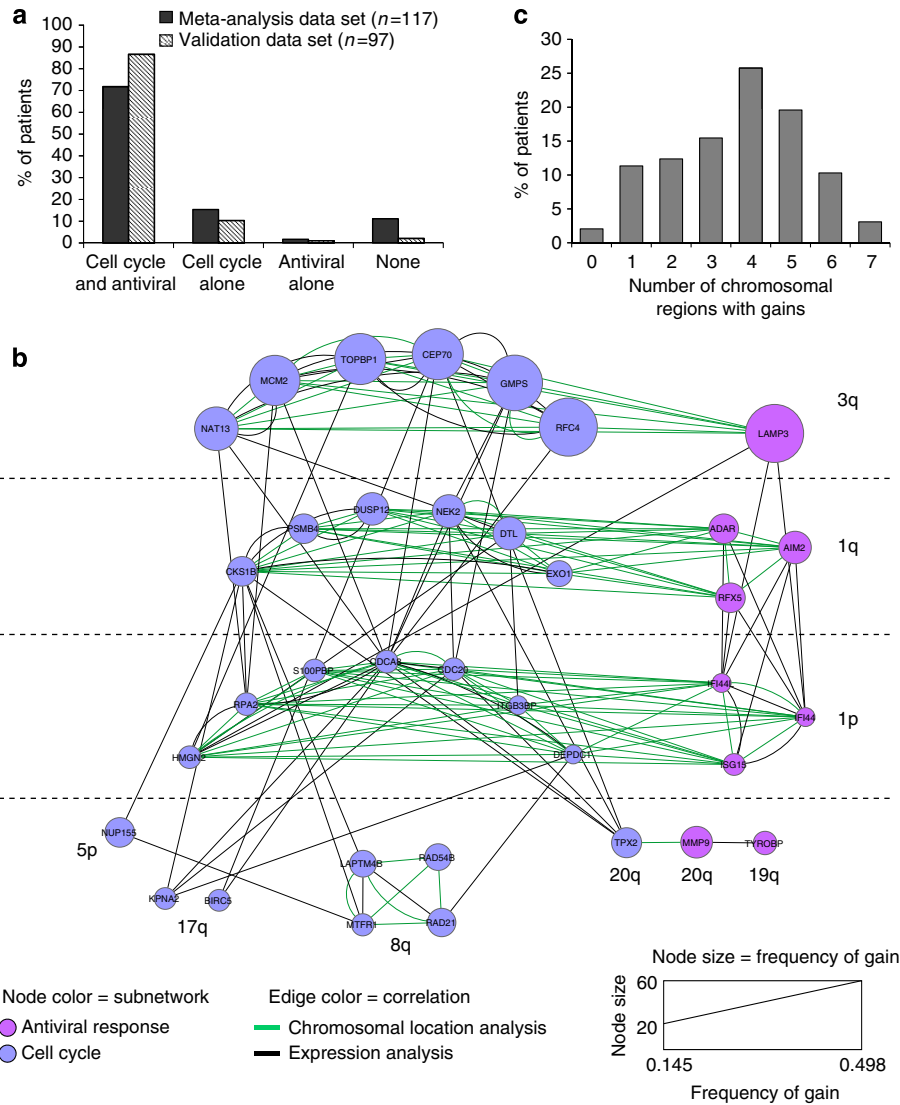 a
100
90
80
70
60
50
40
30
20
10
0
% of patients
Meta-analysis data set (n=117)
Validation data set (n=97)
Cell cycle and antiviral
Cell cycle alone
Antiviral alone
None
c
30
25
20
15
10
5
0
% of patients
0 1 2 3 4 5 6 7
Number of chromosomal
regions with gains
b
CEP70
TOPBP1
MCM2
GMPS
NAT13
RFC4
LAMP3
3q
DUSP12
NEK2
PSMB4
DTL
ADAR
AIM2
1q
CKS1B
EXO1
RFX5
S100PBP
CDCA8
CDC20
IFI44L
RPA2
ITGB3BP
IFI44
1p
HMGN2
DEPDC1
ISG15
NUP155
5p
TPX2
MMP9
TYROBP
20q
20q
19q
LAPTM4B
RAD54B
KPNA2
BIRC5
17q
MTFR1
RAD21
8q
Node color = subnetwork
Antiviral response
Cell cycle
Edige color = correlation
Chromosomal location analysis
Expression analysis
Node size = frequency of gain
Node size
60
20
0.145
0.498
Frequency of gain